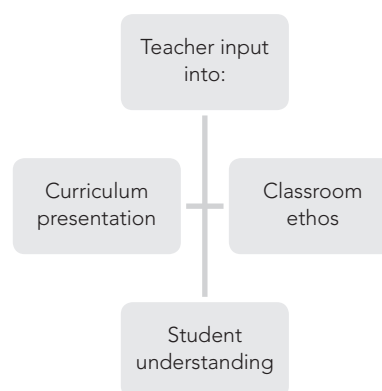 Teacher input
into:
Curriculum
presentation
Classroom
ethos
Student
understanding